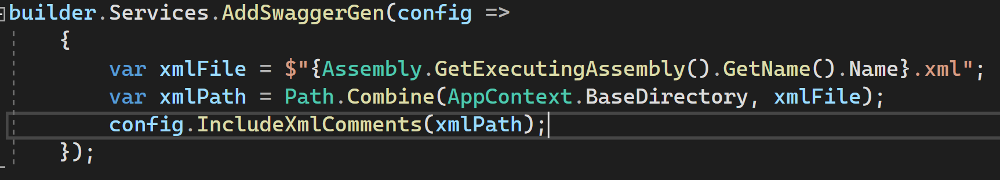 builder.Services.AddSwaggerGen(config =>
{
var xmlFile = $"{Assembly.GetExecutingAssembly().GetName().Name}.xml";
var xmlPath = Path.Combine(AppContext.BaseDirectory, xmlFile);
config.IncludeXmlComments(xmlPath);
});